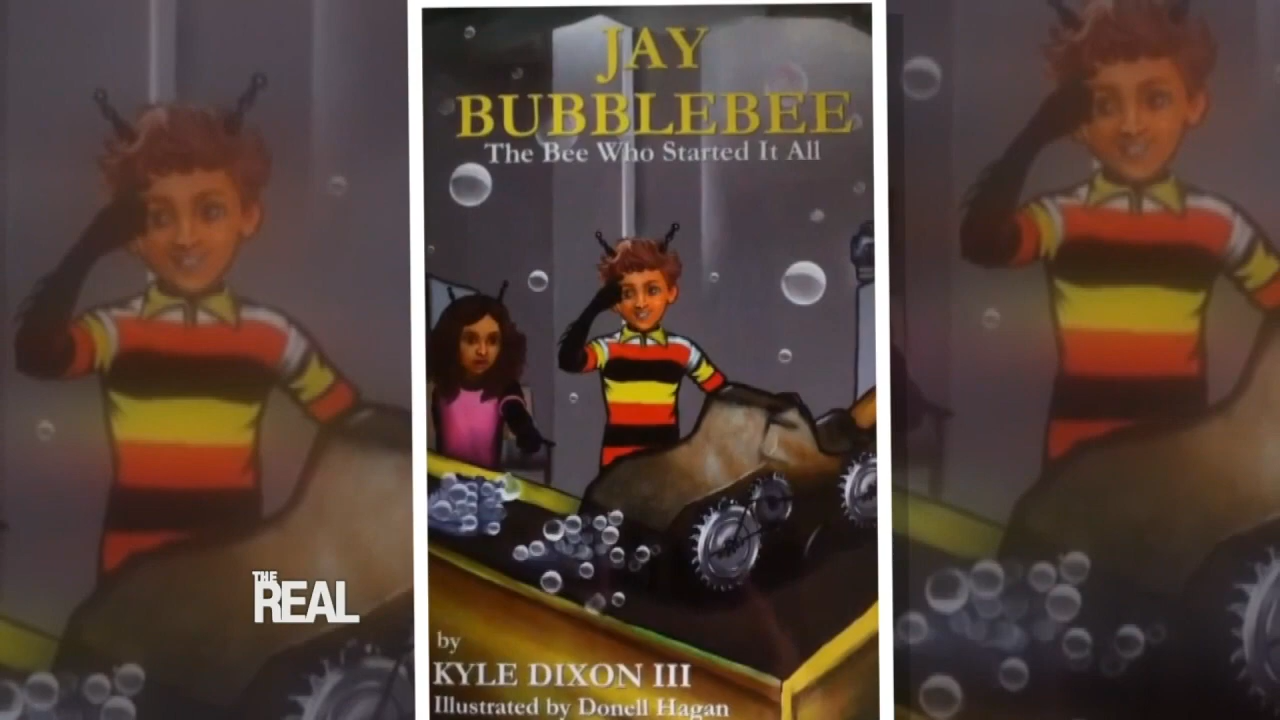 JAY
BUBBLEBEE
The Bee Who Started It All
THE
REAL
by
KYLE DIXON III
Illustrated by Donell Hagan